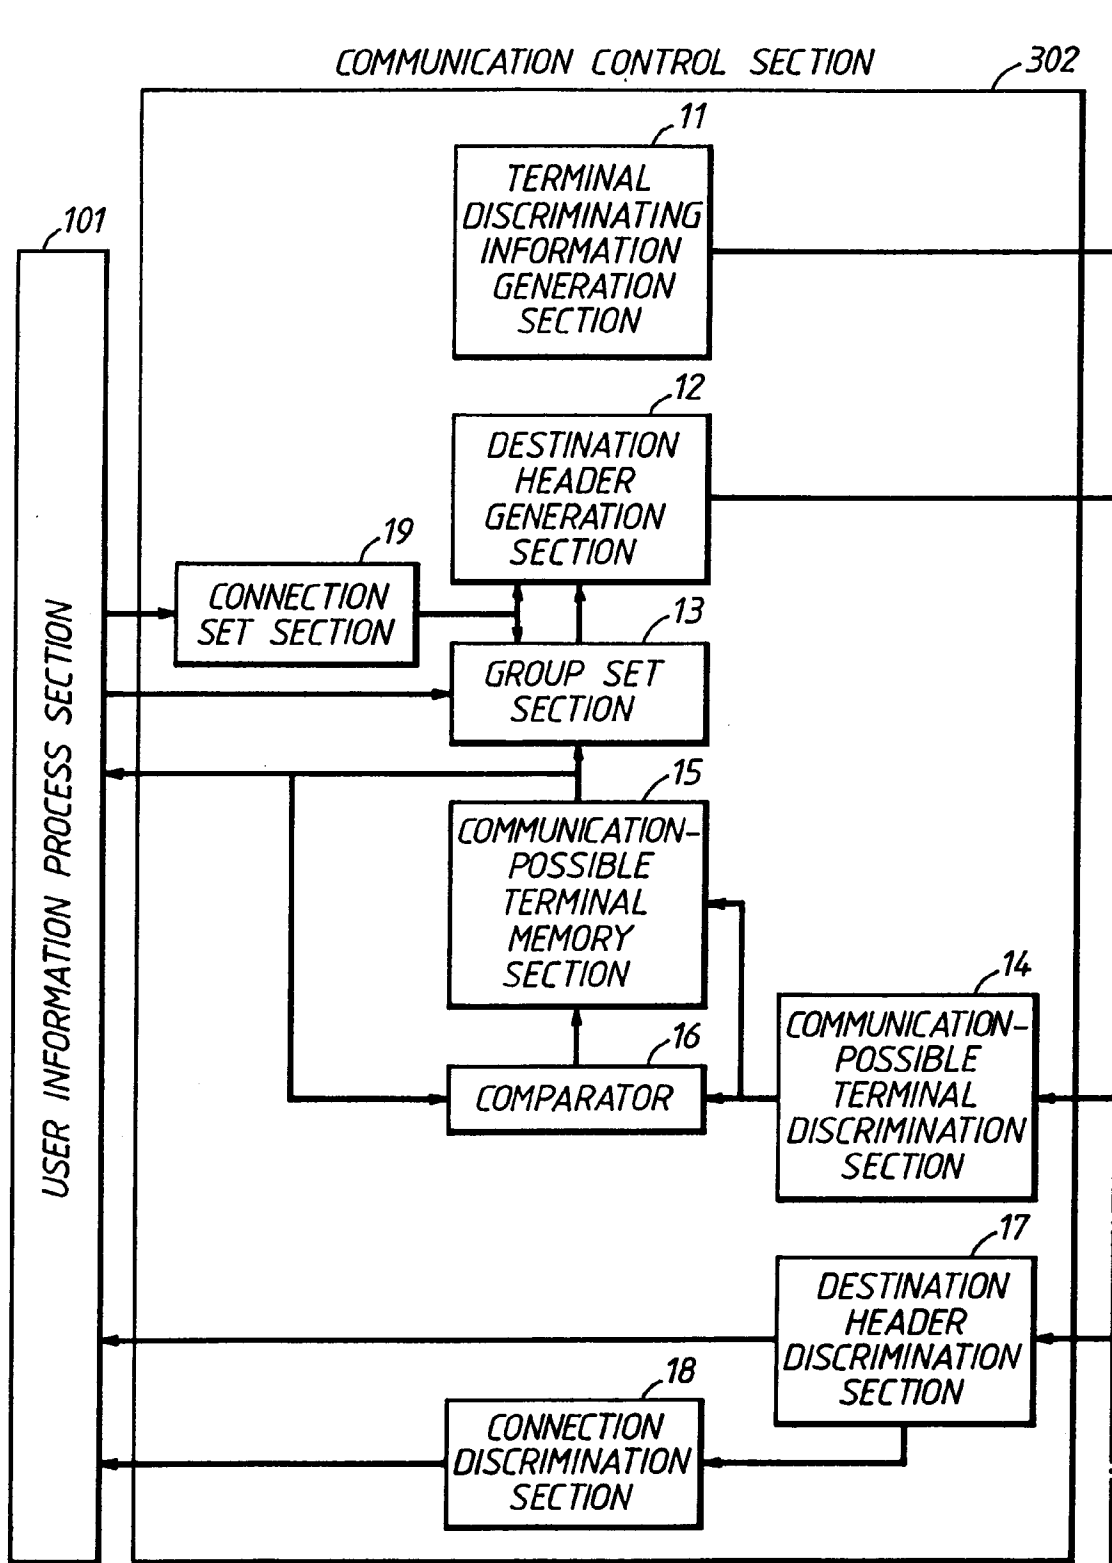 COMMUNICATION CONTROL SECTION
302
11
TERMINAL
DISCRIMINATING
INFORMATION
GENERATION
SECTION
101
USER INFORMATION PROCESS SECTION
12
DESTINATION
HEADER
GENERATION
SECTION
19
CONNECTION
SET SECTION
13
GROUP SET
SECTION
15
COMMUNICATION-
POSSIBLE
TERMINAL
MEMORY
SECTION
14
COMMUNICATION-
POSSIBLE
TERMINAL
DISCRIMINATION
SECTION
16
COMPARATOR
17
DESTINATION
HEADER
DISCRIMINATION
SECTION
18
CONNECTION
DISCRIMINATION
SECTION